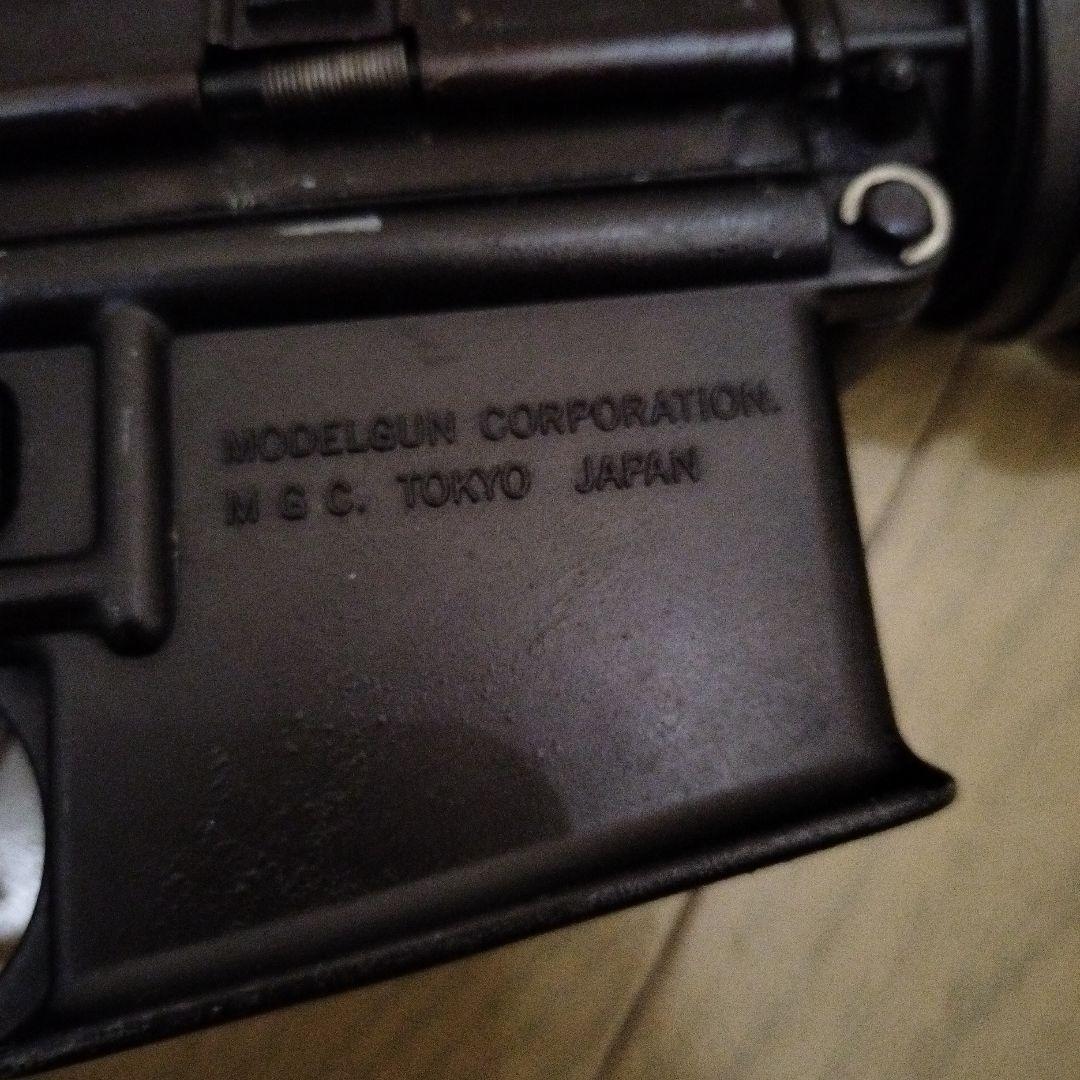 MODELGUN CORPORATION.
M G C. TOKYO JAPAN